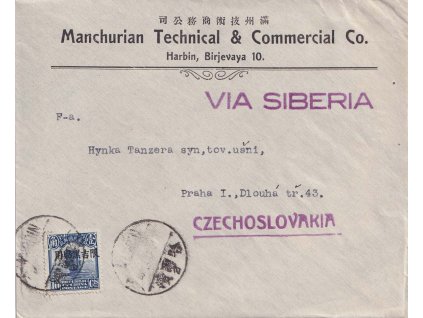 滿州技術商務公司
Manchurian Technical & Commercial Co.
Harbin, Birjevaya 10.
VIA SIBERIA
F-a.
Hynka Tanzera syn,tov.ušní,
Praha I.,Dlouhá tř.43.
CZECHOSLOVAKIA